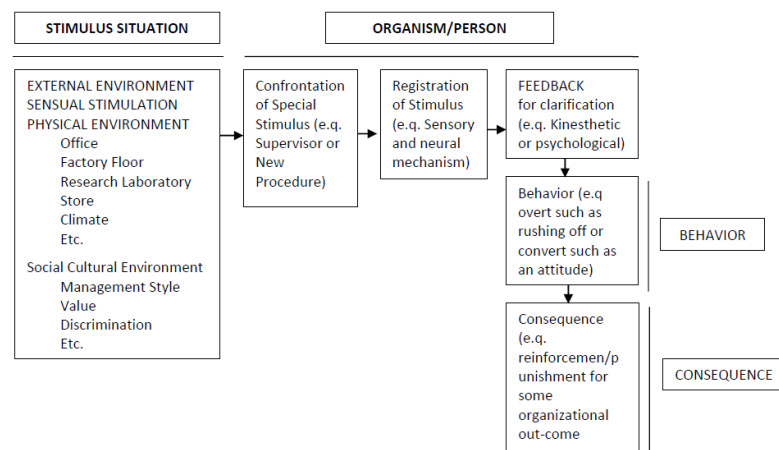 STIMULUS SITUATION
ORGANISM/PERSON
EXTERNAL ENVIRONMENT
SENSUAL STIMULATION
PHYSICAL ENVIRONMENT
Office
Factory Floor
Research Laboratory
Store
Climate
Etc.
Social Cultural Environment
Management Style
Value
Discrimination
Etc.
Confrontation
of Special
Stimulus (e.q.
Supervisor or
New
Procedure)
Registration
of Stimulus
(e.q. Sensory
and neural
mechanism)
FEEDBACK
for clarification
(e.q. Kinesthetic
or psychological)
Behavior (e.q
overt such as
rushing off or
convert such as
an attitude)
BEHAVIOR
Consequence
(e.q.
reinforcemen/p
unishment for
some
organizational
out-come
CONSEQUENCE